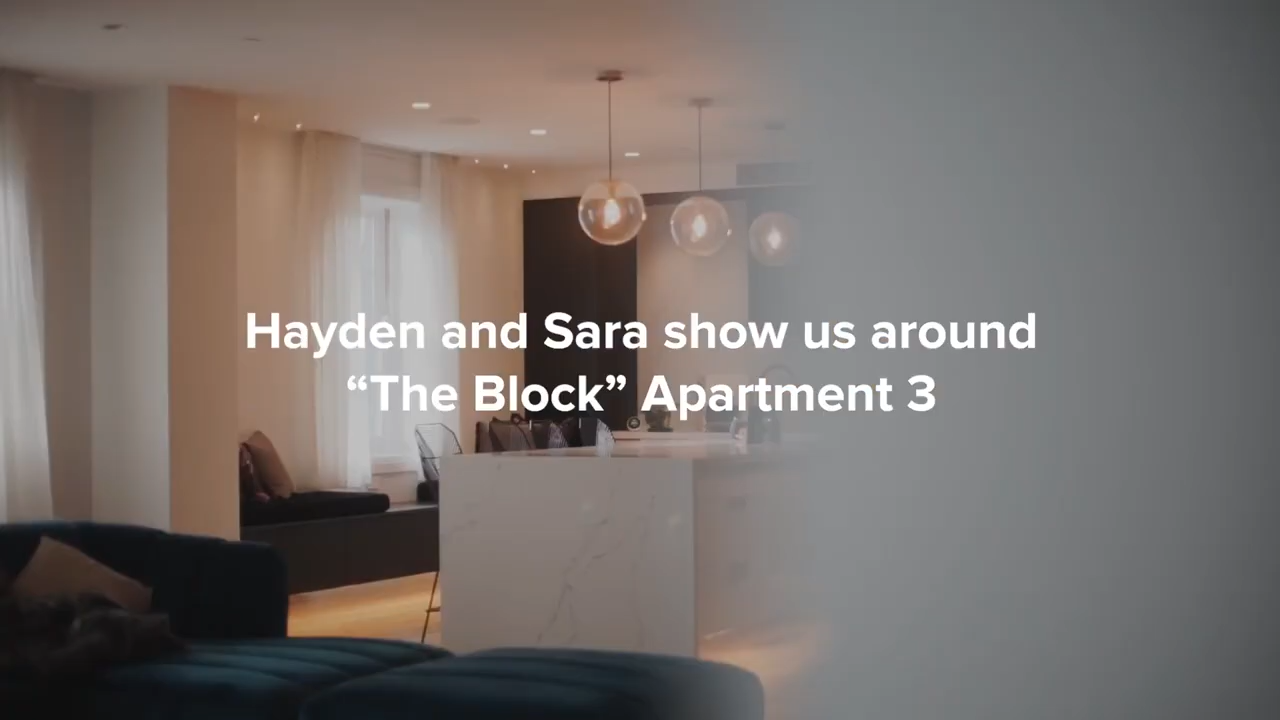 Hayden and Sara show us around
“The Block” Apartment 3